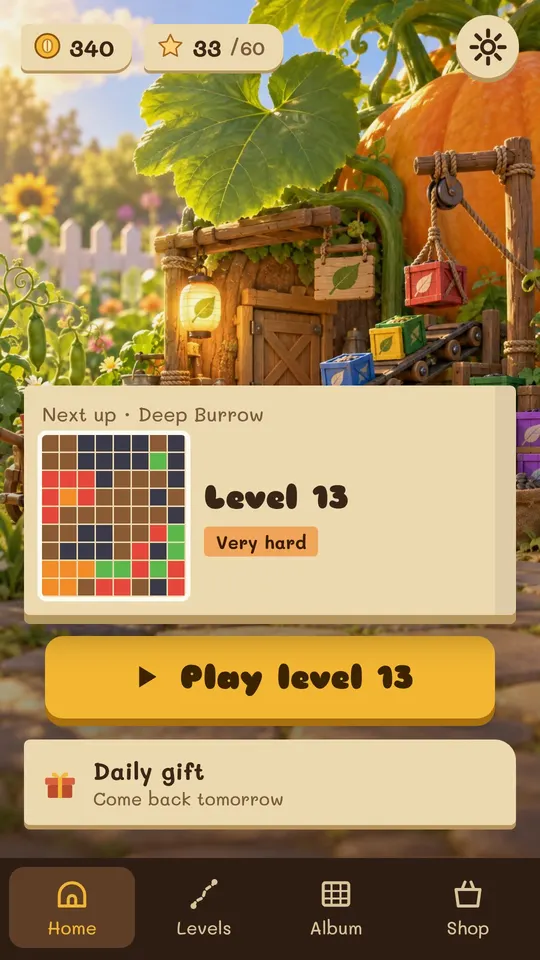 340
33 /60
Next up · Deep Burrow
Level 13
Very hard
Play level 13
Daily gift
Come back tomorrow
Home
Levels
Album
Shop